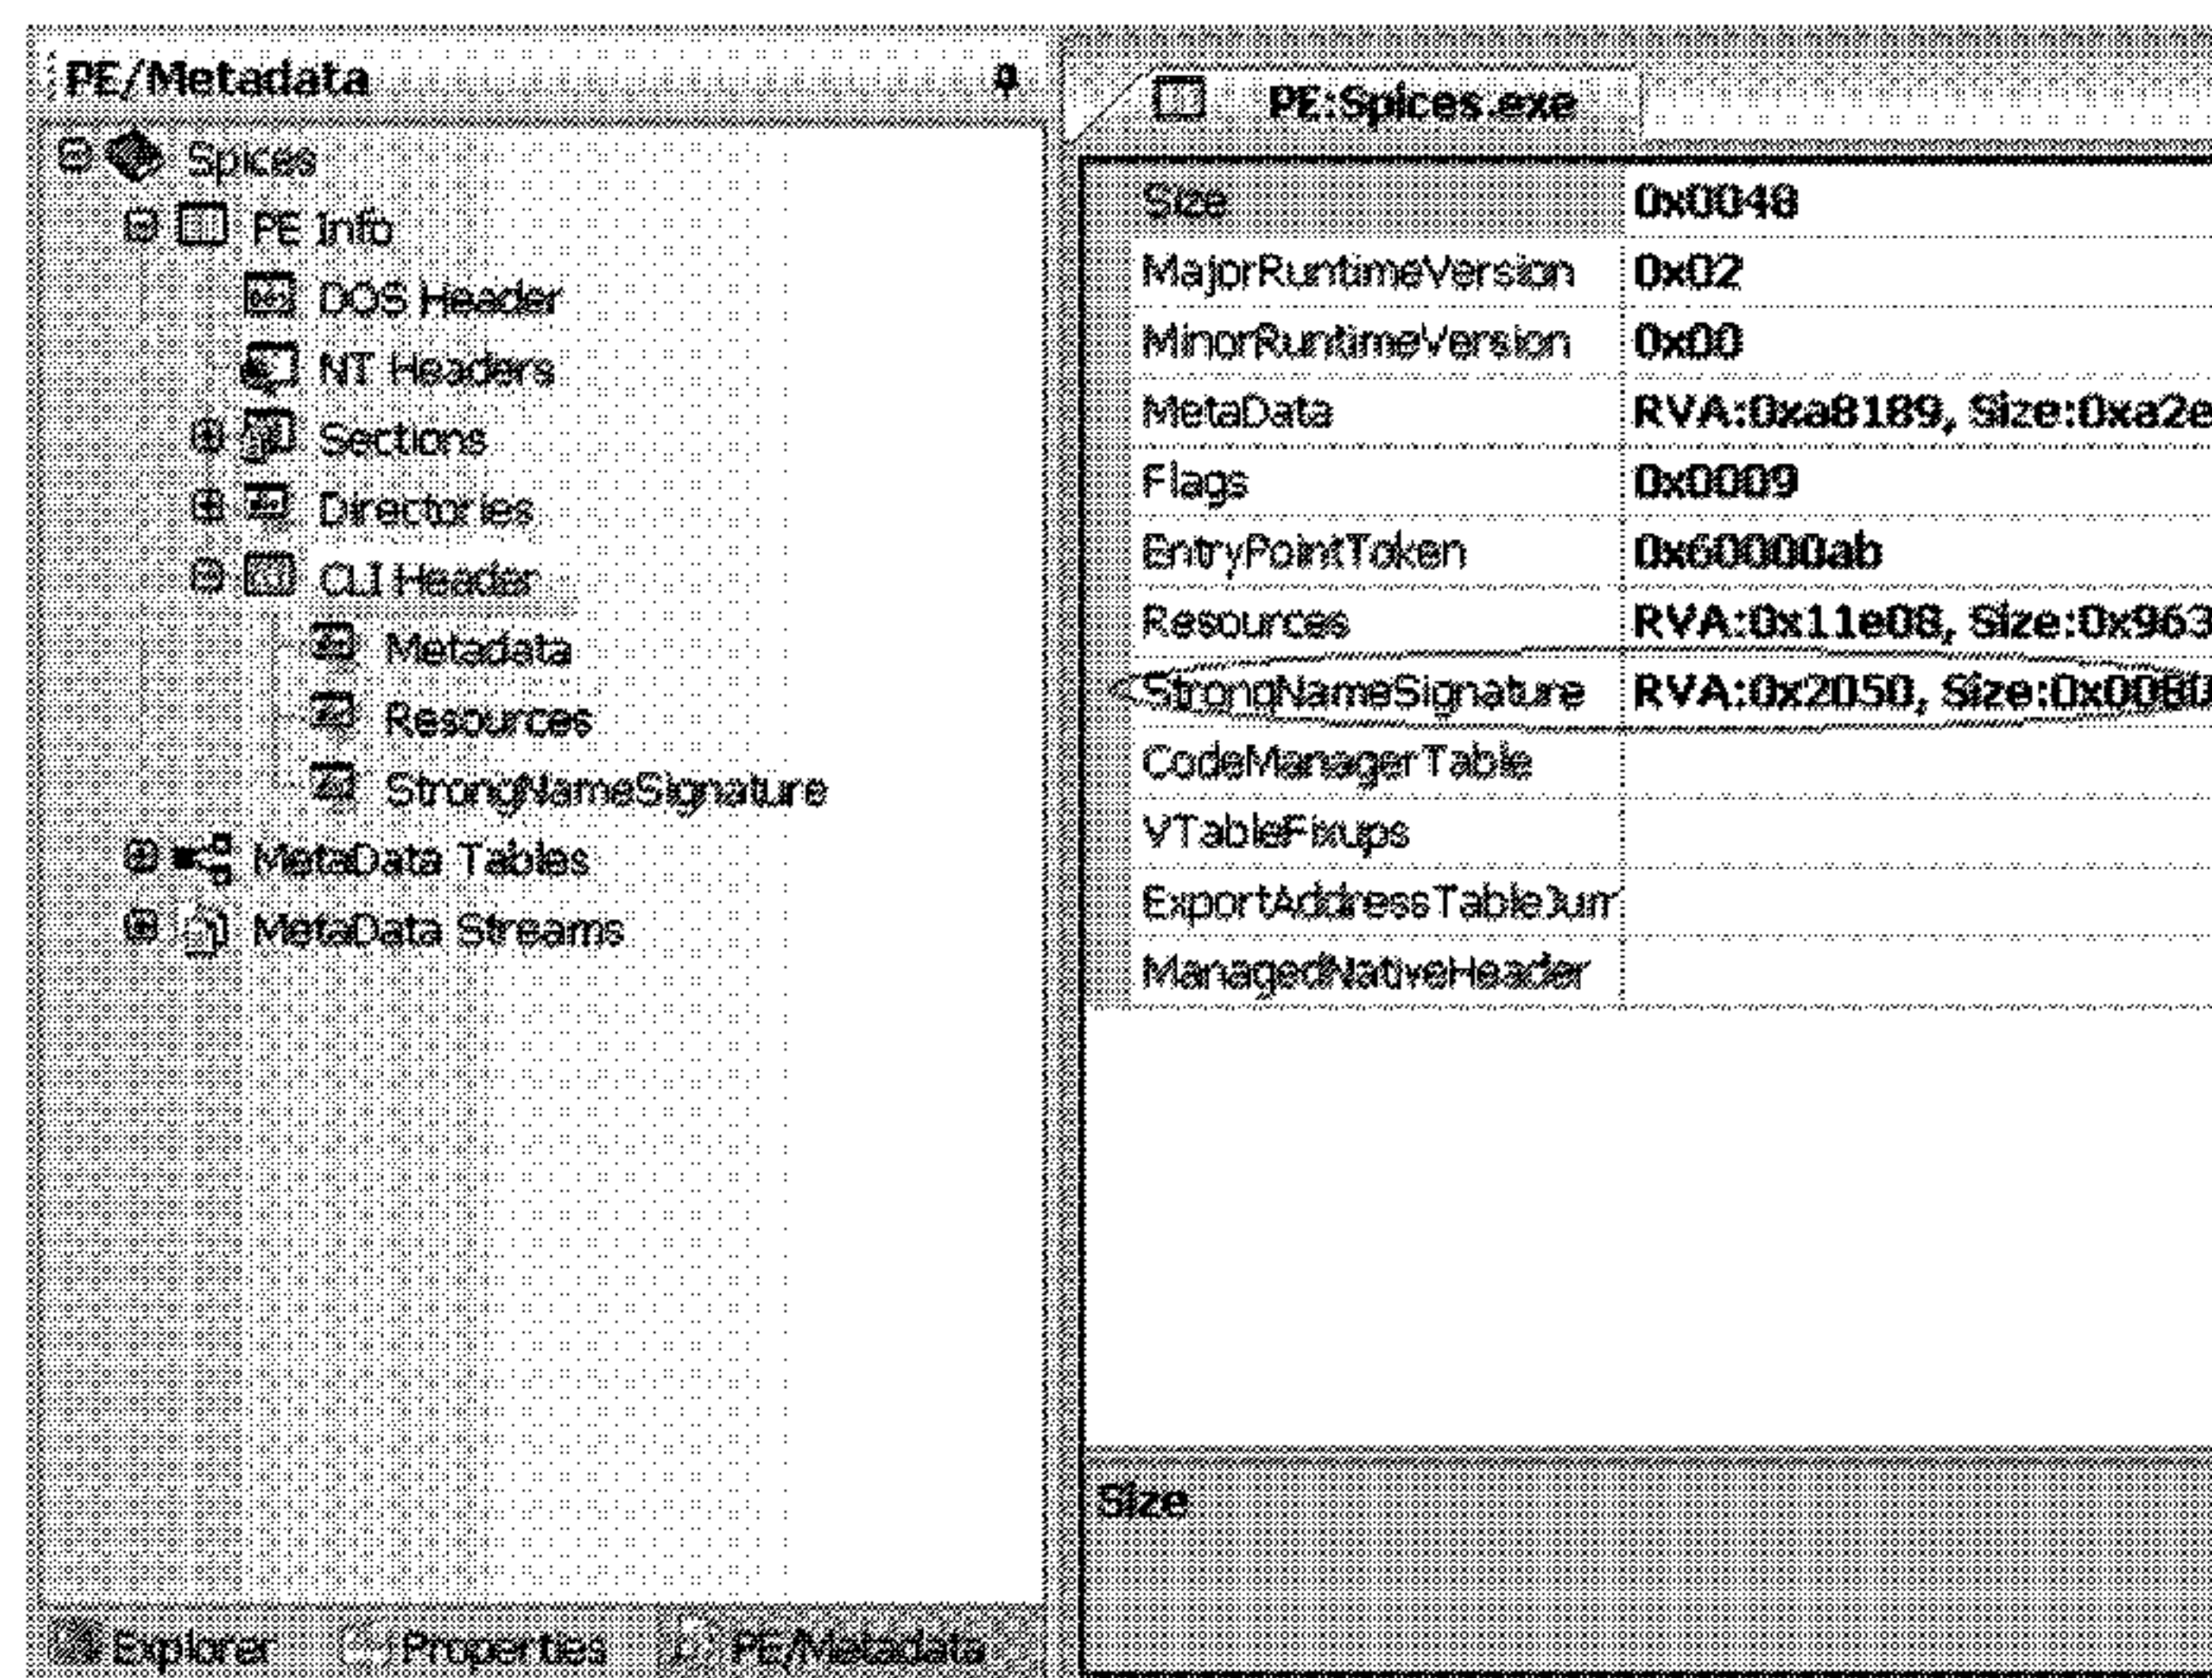 PE/Metadata
Spices
PE Info
DOS Header
NT Headers
Sections
Directories
CLI Header
Metadata
Resources
StrongNameSignature
MetaData Tables
MetaData Streams
Explorer Properties PE/Metadata
PE:Spices.exe
Size 0x0048
MajorRuntimeVersion 0x02
MinorRuntimeVersion 0x00
MetaData RVA:0xa8189, Size:0xa2e
Flags 0x0009
EntryPointToken 0x60000ab
Resources RVA:0x11e08, Size:0x963
StrongNameSignature RVA:0x2050, Size:0x0080
CodeManagerTable
VTableFixups
ExportAddressTableJum
ManagedNativeHeader
Size